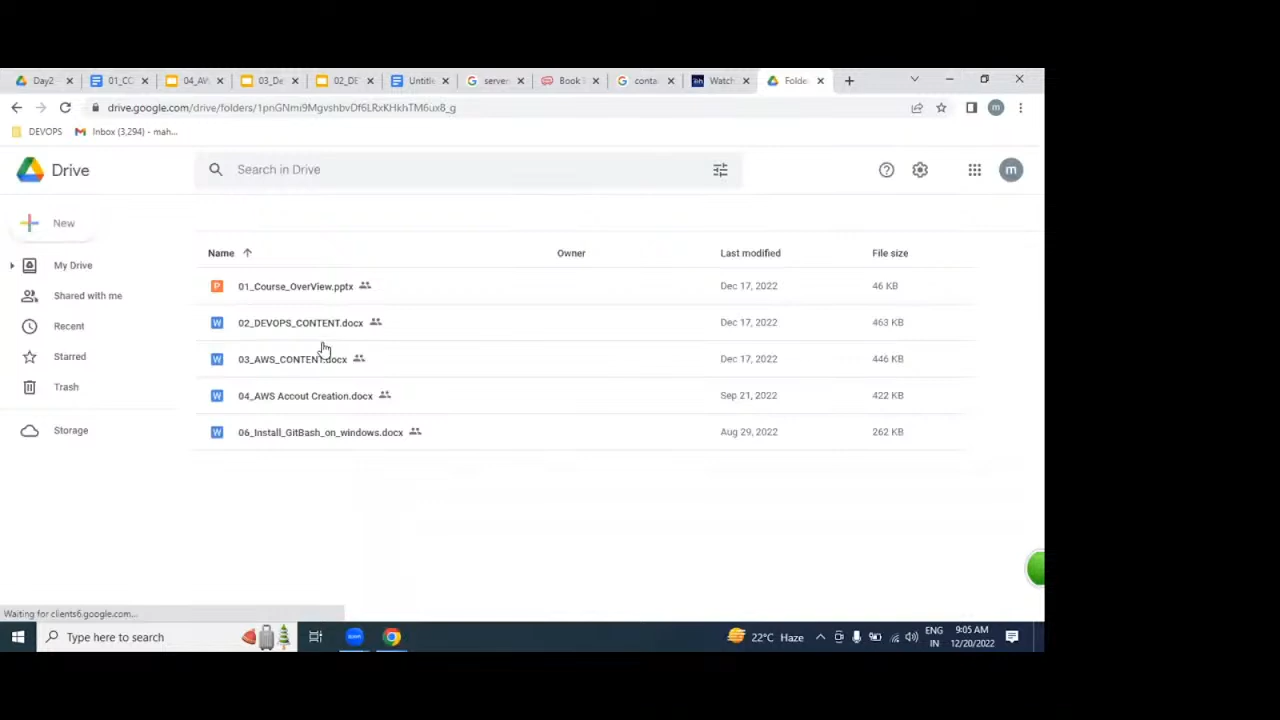 Day2
01_CC
04_AW
03_De
02_DE
Untitle
server
Book
conta
Watch
Folde
drive.google.com/drive/folders/1pnGNmi9MgvshbvDf6LRxKHkhTM6ux8_g
m
DEVOPS
Inbox (3,294) - mah...
Drive
Search in Drive
m
New
Name
Owner
Last modified
File size
My Drive
01_Course_OverView.pptx
Dec 17, 2022
46 KB
Shared with me
02_DEVOPS_CONTENT.docx
Dec 17, 2022
463 KB
Recent
03_AWS_CONTENT.docx
Dec 17, 2022
446 KB
Starred
Trash
04_AWS Accout Creation.docx
Sep 21, 2022
422 KB
Storage
06_Install_GitBash_on_windows.docx
Aug 29, 2022
262 KB
Waiting for clients6.google.com...
Type here to search
zoom
22°C Haze
ENG
IN
9:05 AM
12/20/2022